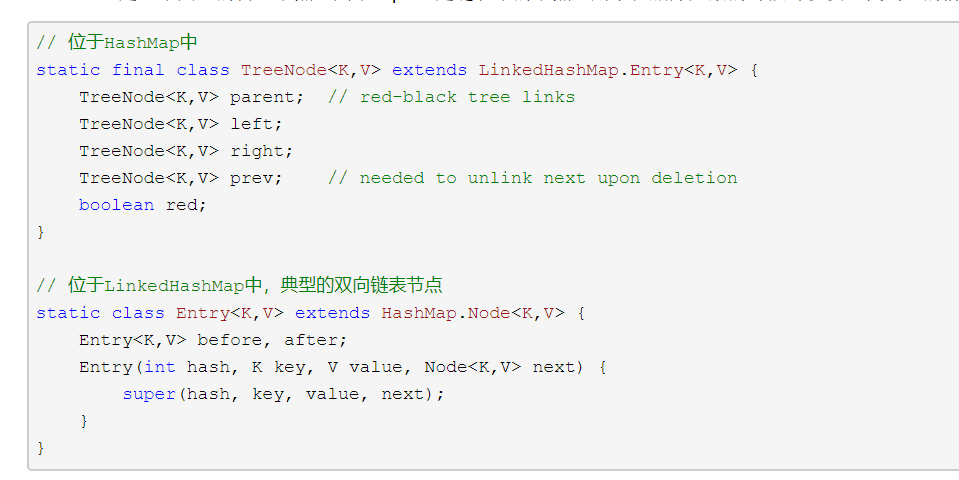 // 位于HashMap中
static final class TreeNode<K,V> extends LinkedHashMap.Entry<K,V> {
    TreeNode<K,V> parent;  // red-black tree links
    TreeNode<K,V> left;
    TreeNode<K,V> right;
    TreeNode<K,V> prev;    // needed to unlink next upon deletion
    boolean red;
}

// 位于LinkedHashMap中，典型的双向链表节点
static class Entry<K,V> extends HashMap.Node<K,V> {
    Entry<K,V> before, after;
    Entry(int hash, K key, V value, Node<K,V> next) {
        super(hash, key, value, next);
    }
}